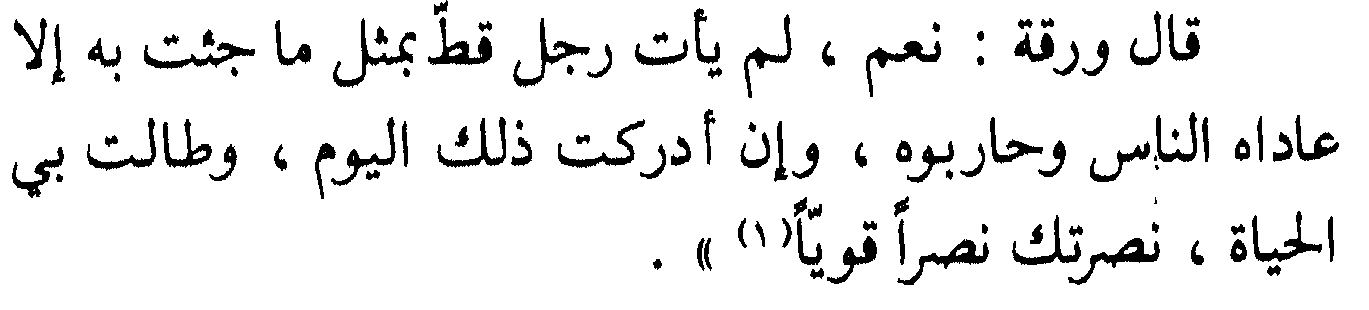 قال ورقة : نعم ، لم يأت رجل قطّ بمثل ما جئت به إلا
عاداه الناس وحاربوه ، وإن أدركت ذلك اليوم ، وطالت بي
الحياة ، نصرتك نصراً قويّاً(١) » .